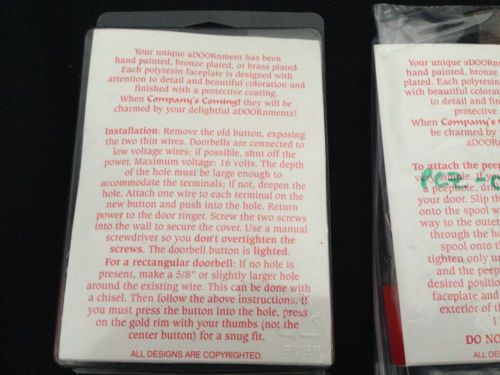 Your unique aDOORnment has been
hand painted, bronze plated, or brass plated.
Each polyresin faceplate is designed with
attention to detail and beautiful coloration and
finished with a protective coating.
When Company's Coming! they will be
charmed by your delightful aDOORnments!
Installation: Remove the old button, exposing
the two thin wires. Doorbells are connected to
low voltage wires; if possible, shut off the
power. Maximum voltage: 16 volts. The depth
of the hole must be large enough to
accommodate the terminals; if not, deepen the
hole. Attach one wire to each terminal on the
new button and push into the hole. Return
power to the door ringer. Screw the two screws
into the wall to secure the cover. Use a manual
screwdriver so you don't overtighten the
screws. The doorbell button is lighted.
For a rectangular doorbell: If no hole is
present, make a 5/8" or slightly larger hole
around the existing wire. This can be done with
a chisel. Then follow the above instructions. If
you must press the button into the hole, press
on the gold rim with your thumbs (not the
center button) for a snug fit.
ALL DESIGNS ARE COPYRIGHTED.
Your unique aDOORn
hand painted, bronze
Each polyresin facepl
with beautiful colorat
to detail and fin
protective
When Company's
be charmed by
aDOORn
To attach the pee
a peephole,
your door. Slip th
onto the spool w
way to the outer
through the h
spool onto t
tighten only un
and the peep
desired positio
faceplate and
exterior of th
1
DO NO
ALL DE